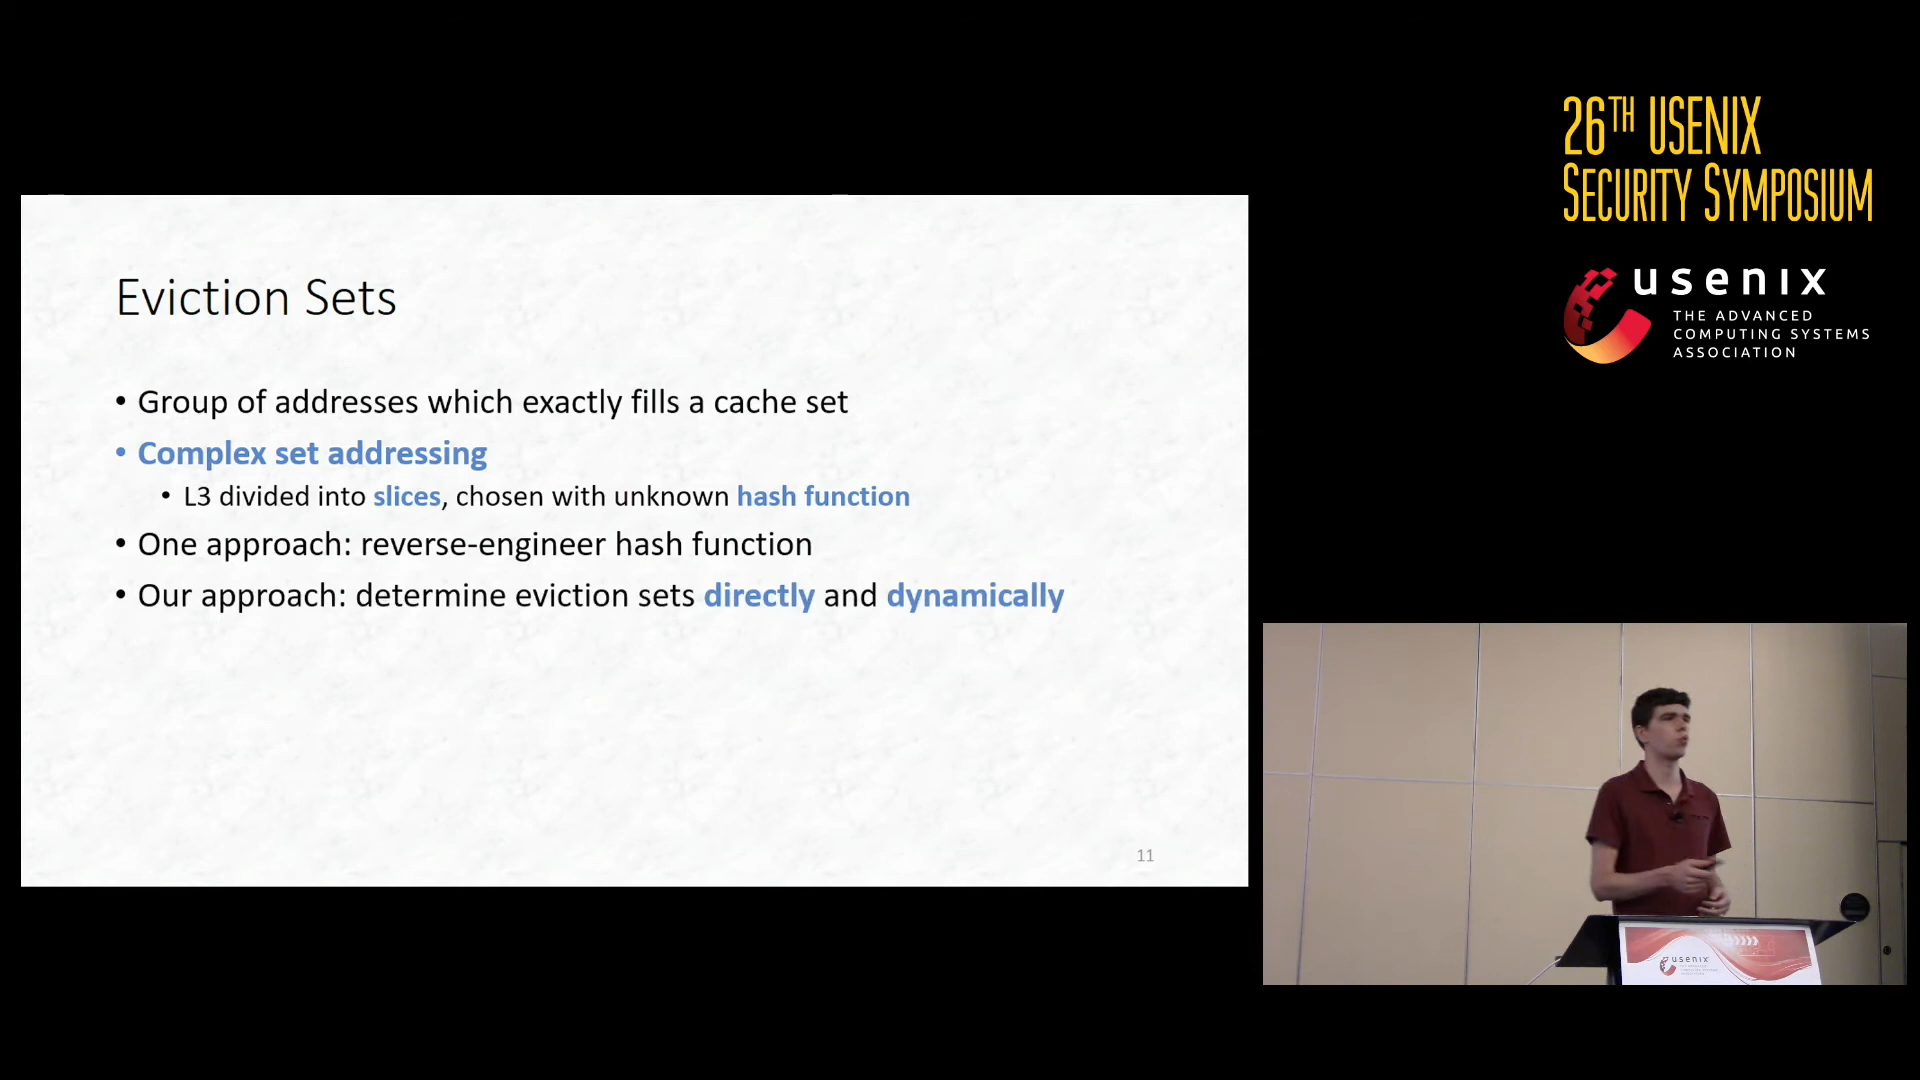 26TH USENIX
SECURITY SYMPOSIUM
usenix
THE ADVANCED
COMPUTING SYSTEMS
ASSOCIATION
Eviction Sets
• Group of addresses which exactly fills a cache set
• Complex set addressing
• L3 divided into slices, chosen with unknown hash function
• One approach: reverse-engineer hash function
• Our approach: determine eviction sets directly and dynamically
11
usenix